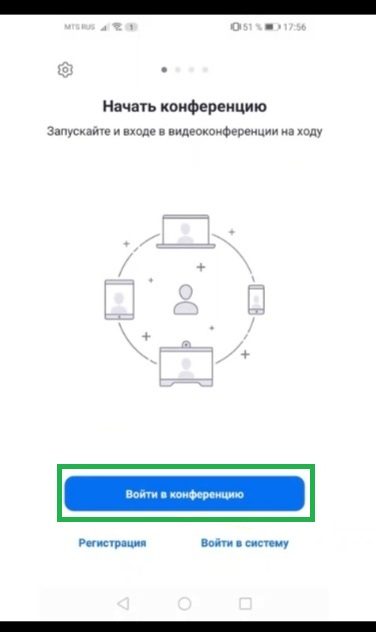 MTS RUS 51 % 17:56
Начать конференцию
Запускайте и входе в видеоконференции на ходу
Войти в конференцию
Регистрация Войти в систему